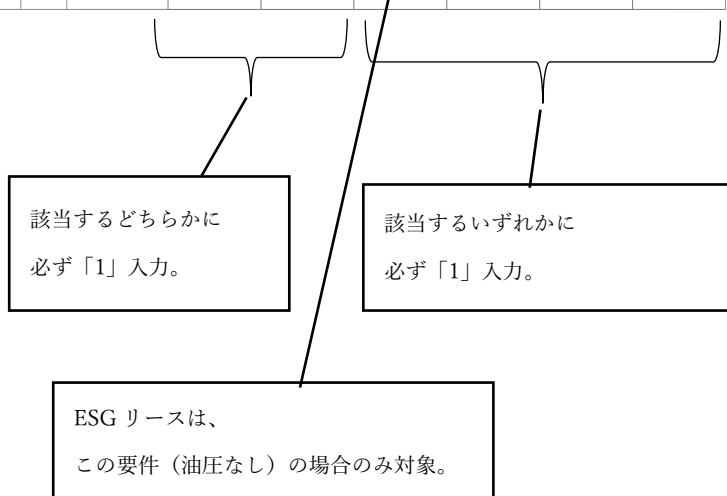 該当するどちらかに
必ず「1」入力。
該当するいずれかに
必ず「1」入力。
ESG リースは、
この要件（油圧なし）の場合のみ対象。